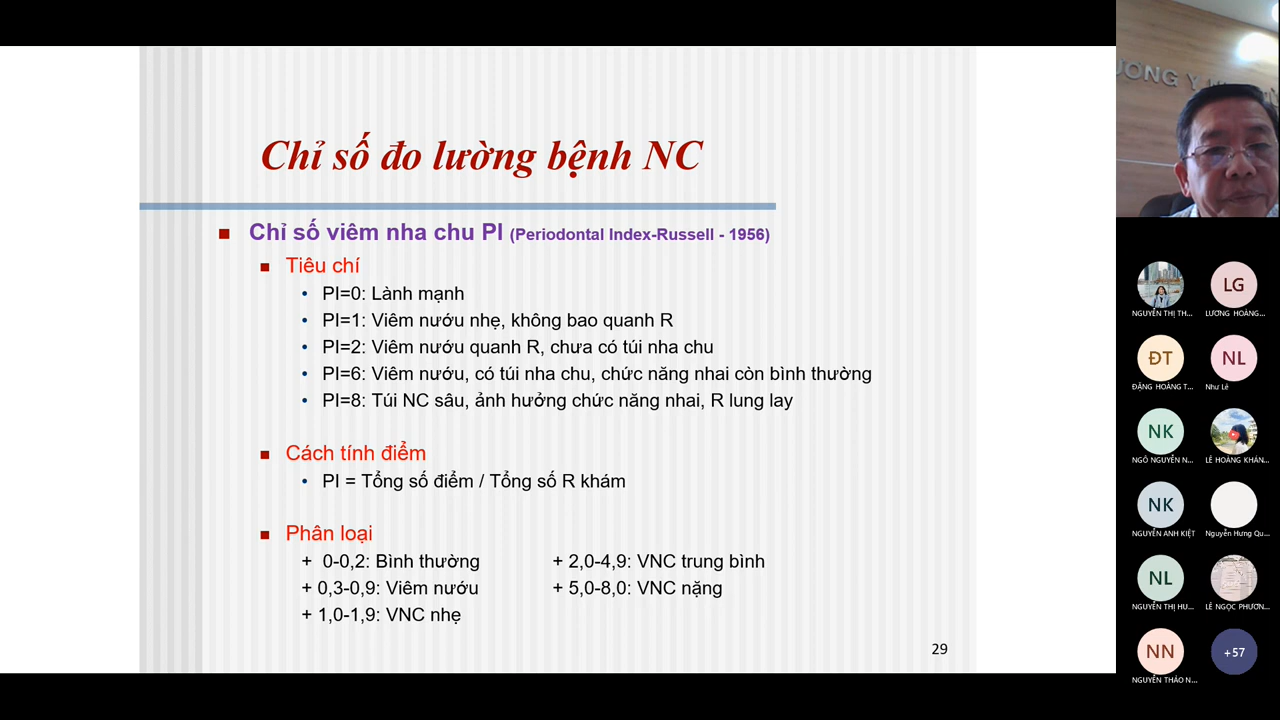 Chỉ số đo lường bệnh NC
Chỉ số viêm nha chu PI (Periodontal Index-Russell - 1956)
Tiêu chí
PI=0: Lành mạnh
PI=1: Viêm nướu nhẹ, không bao quanh R
PI=2: Viêm nướu quanh R, chưa có túi nha chu
PI=6: Viêm nướu, có túi nha chu, chức năng nhai còn bình thường
PI=8: Túi NC sâu, ảnh hưởng chức năng nhai, R lung lay
Cách tính điểm
PI = Tổng số điểm / Tổng số R khám
Phân loại
+ 0-0,2: Bình thường
+ 0,3-0,9: Viêm nướu
+ 1,0-1,9: VNC nhẹ
+ 2,0-4,9: VNC trung bình
+ 5,0-8,0: VNC nặng
29
ƯƠNG Y
NGUYỄN THỊ TH...
LG
LƯƠNG HOÀNG...
ĐT
ĐẶNG HOÀNG T...
NL
Như Lê
NK
NGÔ NGUYỄN N...
LÊ HOÀNG KHÁN...
NK
NGUYỄN ANH KIỆT
Nguyễn Hưng Qu...
NL
NGUYỄN THỊ HU...
LÊ NGỌC PHƯƠN...
NN
NGUYỄN THẢO N...
+57